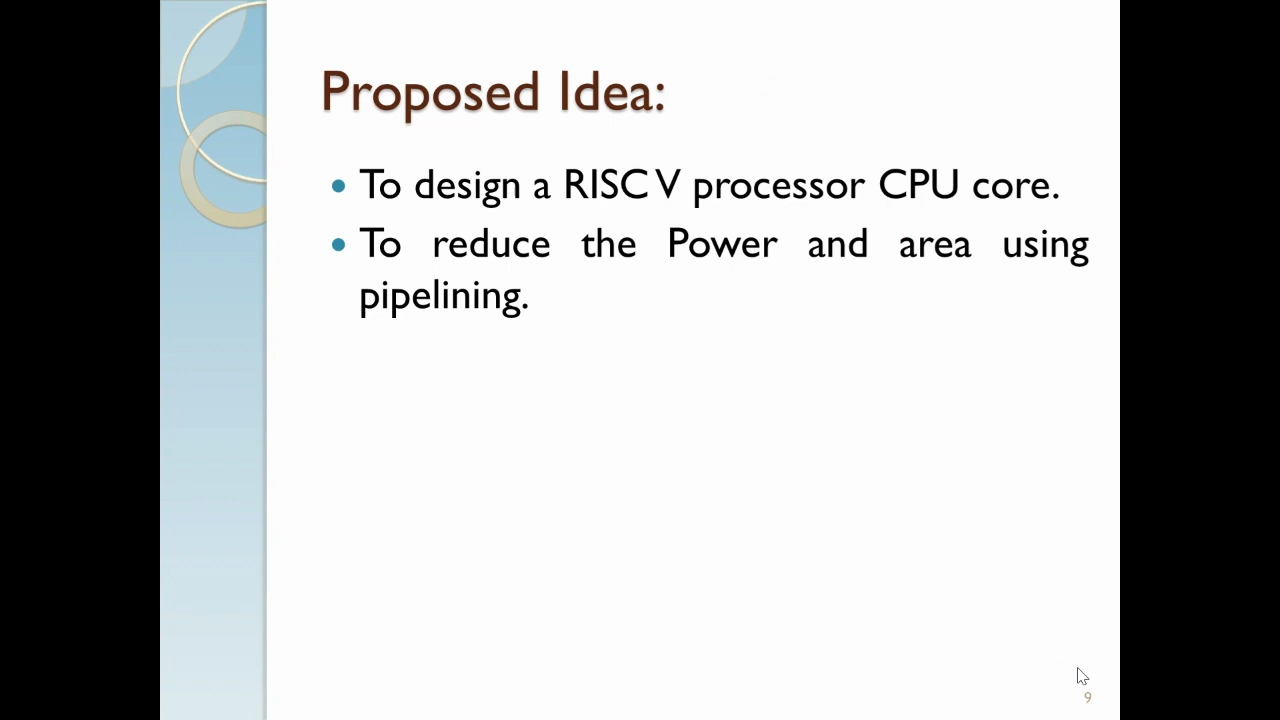 Proposed Idea:
• To design a RISC V processor CPU core.
• To reduce the Power and area using
pipelining.
9